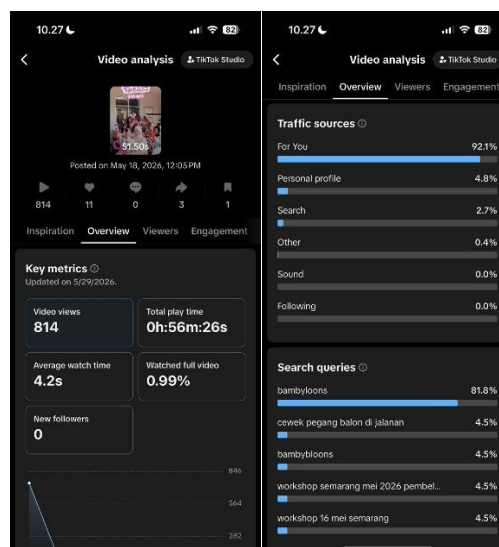 10.27
82
Video analysis
TikTok Studio
51.50s
Posted on May 18, 2026, 12:05 PM
814
11
0
3
1
Inspiration
Overview
Viewers
Engagement
Key metrics
Updated on 5/29/2026.
Video views
814
Total play time
0h:56m:26s
Average watch time
4.2s
Watched full video
0.99%
New followers
0
846
564
282
10.27
82
Video analysis
TikTok Studio
Inspiration
Overview
Viewers
Engagement
Traffic sources
For You
92.1%
Personal profile
4.8%
Search
2.7%
Other
0.4%
Sound
0.0%
Following
0.0%
Search queries
bambyloons
81.8%
cewek pegang balon di jalanan
4.5%
bambybloons
4.5%
workshop semarang mei 2026 pembel...
4.5%
workshop 16 mei semarang
4.5%